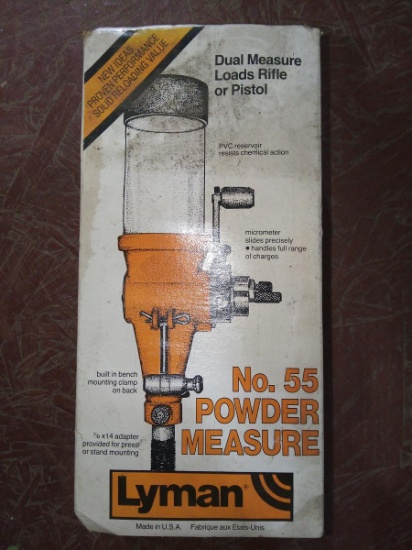 NEW IDEAS
PROVEN PERFORMANCE
SOLID RELOADING VALUE
Dual Measure
Loads Rifle
or Pistol
PVC reservoir
resists chemical action
micrometer
slides precisely
• handles full range
of charges
built in bench
mounting clamp
on back
7/8 x14 adapter
provided for press
or stand mounting
No. 55
POWDER
MEASURE
Lyman
Made in U.S.A. Fabrique aux Etats-Unis